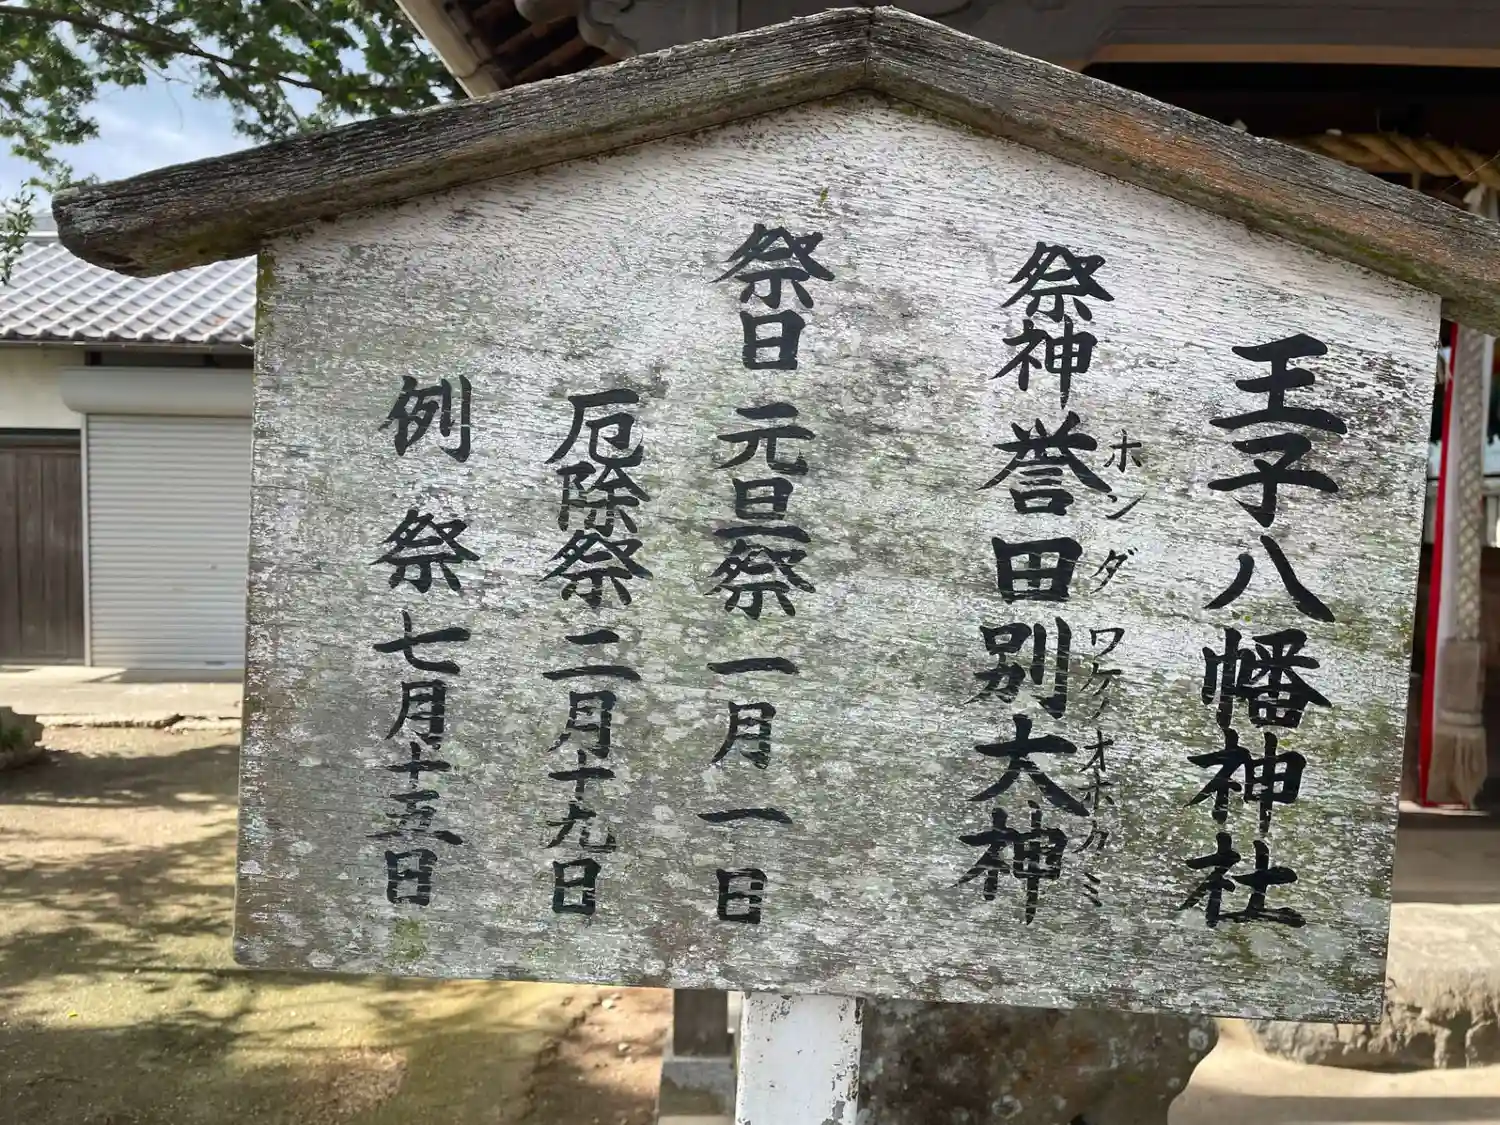 王子八幡神社
祭神 誉田別大神
ホンダワケノオホカミ
祭日 元旦祭 一月一日
厄除祭 二月十九日
例祭 七月十五日